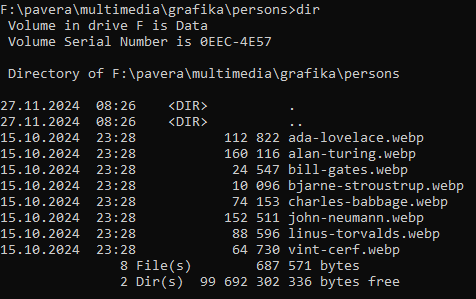 F:\pavera\multimedia\grafika\persons>dir
 Volume in drive F is Data
 Volume Serial Number is 0EEC-4E57

 Directory of F:\pavera\multimedia\grafika\persons

27.11.2024  08:26    <DIR>          .
27.11.2024  08:26    <DIR>          ..
15.10.2024  23:28           112 822 ada-lovelace.webp
15.10.2024  23:28           160 116 alan-turing.webp
15.10.2024  23:28            24 547 bill-gates.webp
15.10.2024  23:28            10 096 bjarne-stroustrup.webp
15.10.2024  23:28            74 153 charles-babbage.webp
15.10.2024  23:28           152 511 john-neumann.webp
15.10.2024  23:28            88 596 linus-torvalds.webp
15.10.2024  23:28            64 730 vint-cerf.webp
               8 File(s)        687 571 bytes
               2 Dir(s)  99 692 302 336 bytes free